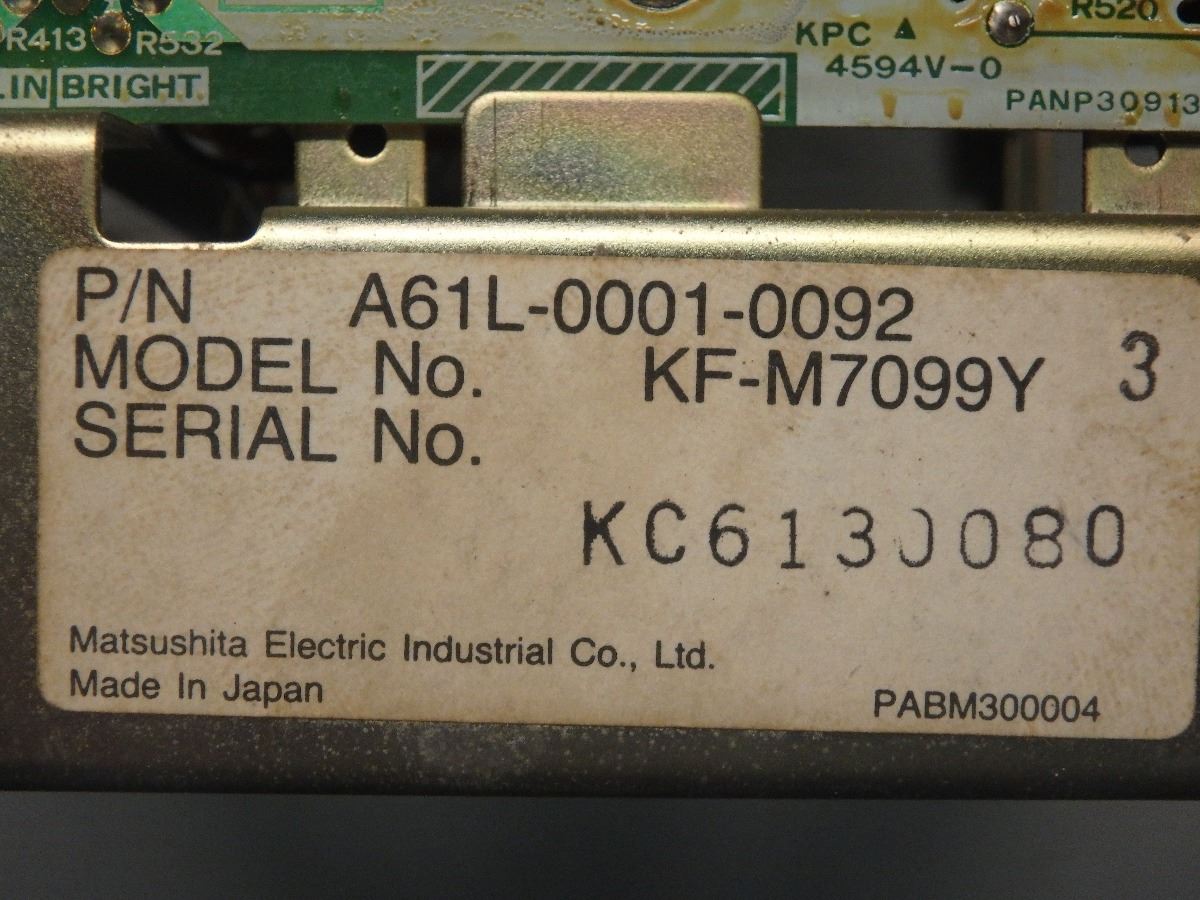 R413 R532
KPC ▲
R520
4594V-0
LIN BRIGHT
PANP30913
P/N A61L-0001-0092
MODEL No. KF-M7099Y 3
SERIAL No.
KC6130080
Matsushita Electric Industrial Co., Ltd.
Made In Japan
PABM300004